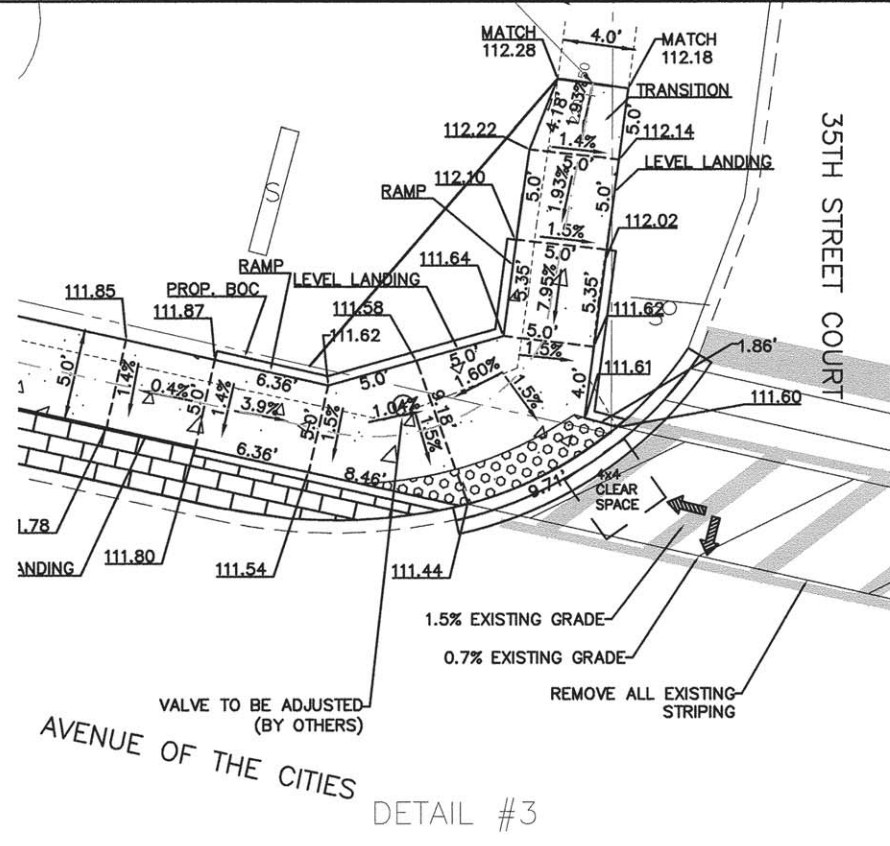 MATCH
112.28
4.0'
MATCH
112.18
50
TRANSITION
4.18'
1.93%
5.0'
112.22
1.4%
112.14
5.0'
LEVEL LANDING
35TH STREET COURT
S
112.10
RAMP
5.0'
1.93%
5.0'
112.02
1.5%
5.0'
111.64
5.35'
7.95%
5.35'
RAMP
LEVEL LANDING
PROP. BOC
111.85
111.87
111.58
111.62
111.62
5.0'
1.5%
111.61
1.86'
111.60
5.0'
1.4%
0.4%
5.0'
1.4%
6.36'
3.9%
5.0'
1.5%
5.0'
5.0'
1.60%
1.5%
4.0'
1.04%
9.18'
1.5%
6.36'
8.46'
9.71'
4x4
CLEAR
SPACE
1.78
ANDING
111.80
111.54
111.44
1.5% EXISTING GRADE
0.7% EXISTING GRADE
REMOVE ALL EXISTING
STRIPING
VALVE TO BE ADJUSTED
(BY OTHERS)
AVENUE OF THE CITIES
DETAIL #3